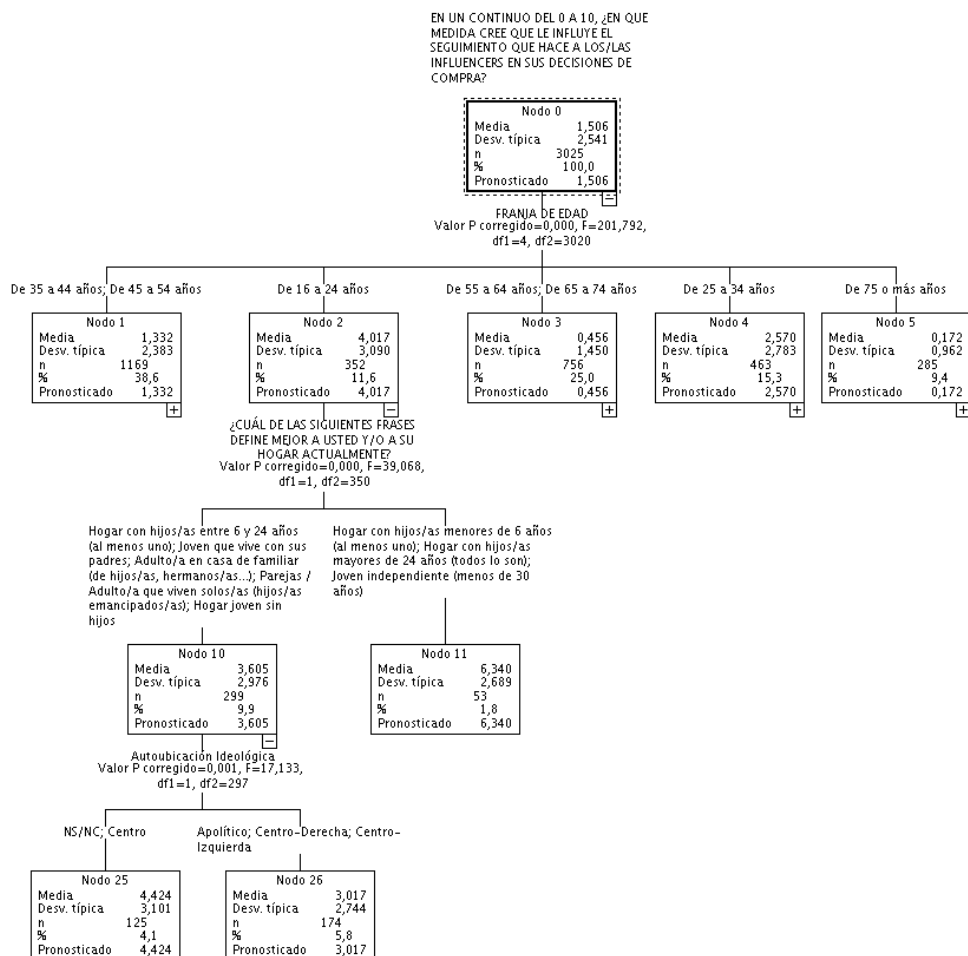 EN UN CONTINUO DEL 0 A 10, ¿EN QUE
MEDIDA CREE QUE LE INFLUYE EL
SEGUIMIENTO QUE HACE A LOS/LAS
INFLUENCERS EN SUS DECISIONES DE
COMPRA?
Nodo 0
Media 1,506
Desv. típica 2,541
n 3025
% 100,0
Pronosticado 1,506
FRANJA DE EDAD
Valor P corregido=0,000, F=201,792,
df1=4, df2=3020
De 35 a 44 años; De 45 a 54 años
Nodo 1
Media 1,332
Desv. típica 2,383
n 1169
% 38,6
Pronosticado 1,332
De 16 a 24 años
Nodo 2
Media 4,017
Desv. típica 3,090
n 352
% 11,6
Pronosticado 4,017
De 55 a 64 años; De 65 a 74 años
Nodo 3
Media 0,456
Desv. típica 1,450
n 756
% 25,0
Pronosticado 0,456
De 25 a 34 años
Nodo 4
Media 2,570
Desv. típica 2,783
n 463
% 15,3
Pronosticado 2,570
De 75 o más años
Nodo 5
Media 0,172
Desv. típica 0,962
n 285
% 9,4
Pronosticado 0,172
¿CUÁL DE LAS SIGUIENTES FRASES
DEFINE MEJOR A USTED Y/O A SU
HOGAR ACTUALMENTE?
Valor P corregido=0,000, F=39,068,
df1=1, df2=350
Hogar con hijos/as entre 6 y 24 años
(al menos uno); Joven que vive con sus
padres; Adulto/a en casa de familiar
(de hijos/as, hermanos/as...); Parejas /
Adulto/a que viven solos/as (hijos/as
emancipados/as); Hogar joven sin
hijos
Nodo 10
Media 3,605
Desv. típica 2,976
n 299
% 9,9
Pronosticado 3,605
Hogar con hijos/as menores de 6 años
(al menos uno); Hogar con hijos/as
mayores de 24 años (todos lo son);
Joven independiente (menos de 30
años)
Nodo 11
Media 6,340
Desv. típica 2,689
n 53
% 1,8
Pronosticado 6,340
Autoubicación Ideológica
Valor P corregido=0,001, F=17,133,
df1=1, df2=297
NS/NC; Centro
Nodo 25
Media 4,424
Desv. típica 3,101
n 125
% 4,1
Pronosticado 4,424
Apolítico; Centro-Derecha; Centro-
Izquierda
Nodo 26
Media 3,017
Desv. típica 2,744
n 174
% 5,8
Pronosticado 3,017